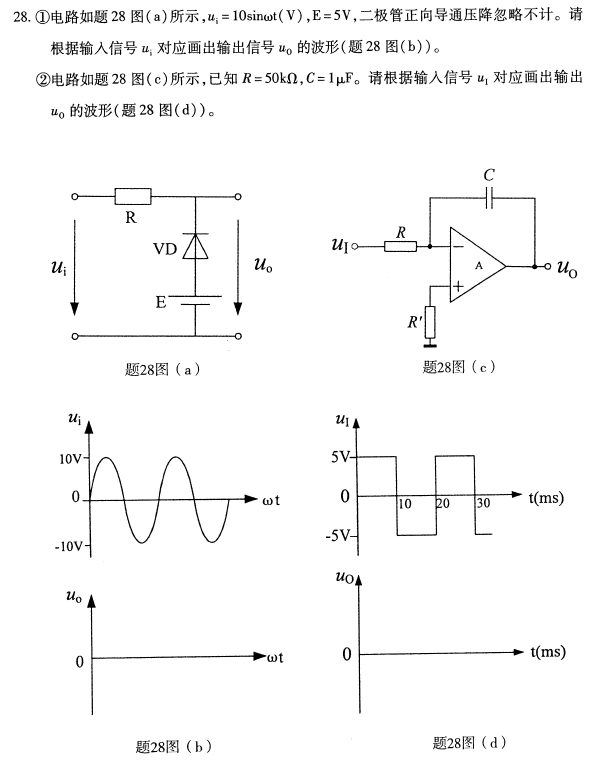 28. ①电路如题 28 图(a)所示,uᵢ=10sinωt(V),E=5V,二极管正向导通压降忽略不计。请
根据输入信号 uᵢ 对应画出输出信号 u₀ 的波形(题 28 图(b))。
②电路如题 28 图(c)所示,已知 R=50kΩ,C=1μF。请根据输入信号 u_I 对应画出输出
u₀ 的波形(题 28 图(d))。
R
VD
E
uᵢ
uₒ
题28图（a）
C
R
u_I
A
−
+
R'
u_O
题28图（c）
uᵢ
10V
0
-10V
ωt
uₒ
0
ωt
题28图（b）
u_I
5V
0
-5V
10
20
30
t(ms)
u_O
0
t(ms)
题28图（d）